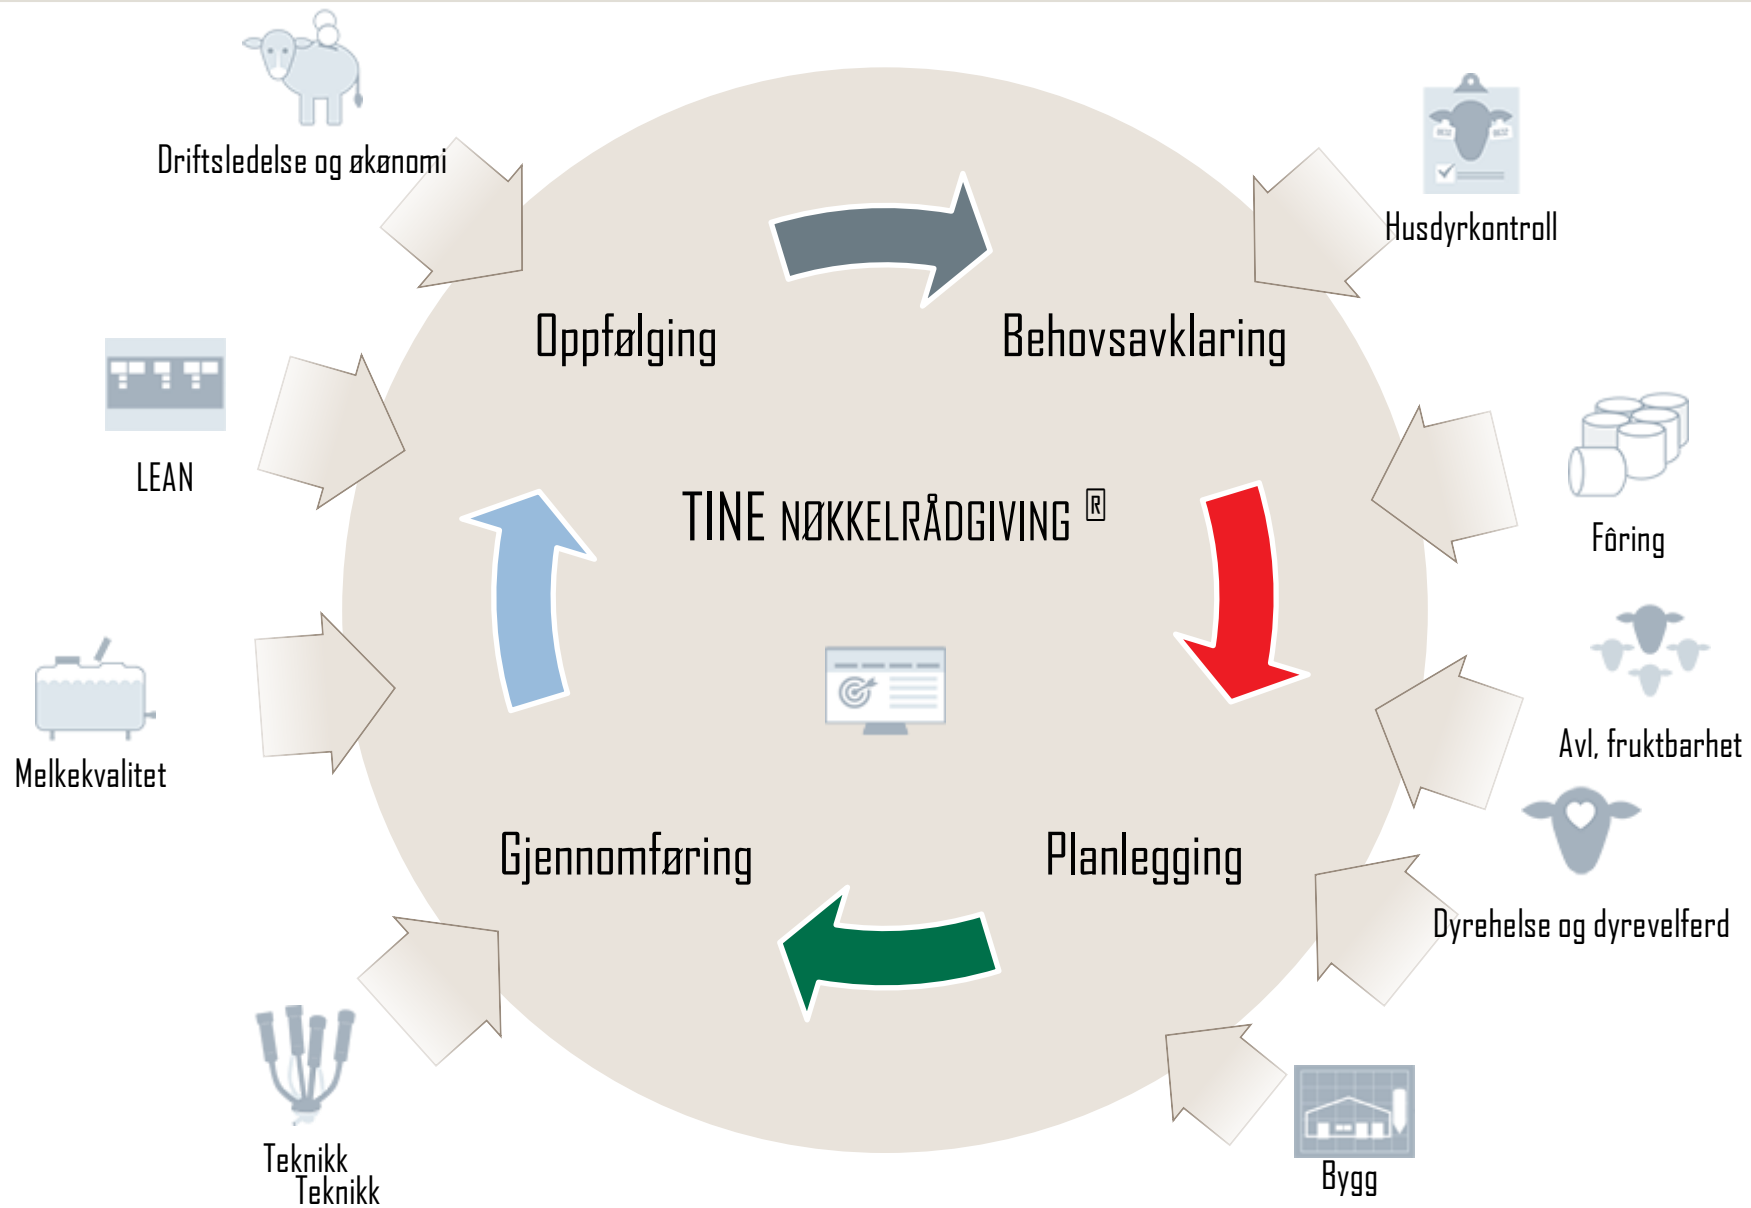 Driftsledelse og økonomi
Husdyrkontroll
Oppfølging
Behovsavklaring
LEAN
TINE NØKKELRÅDGIVING ®
Fôring
Avl, fruktbarhet
Melkekvalitet
Gjennomføring
Planlegging
Dyrehelse og dyrevelferd
Teknikk
Teknikk
Bygg